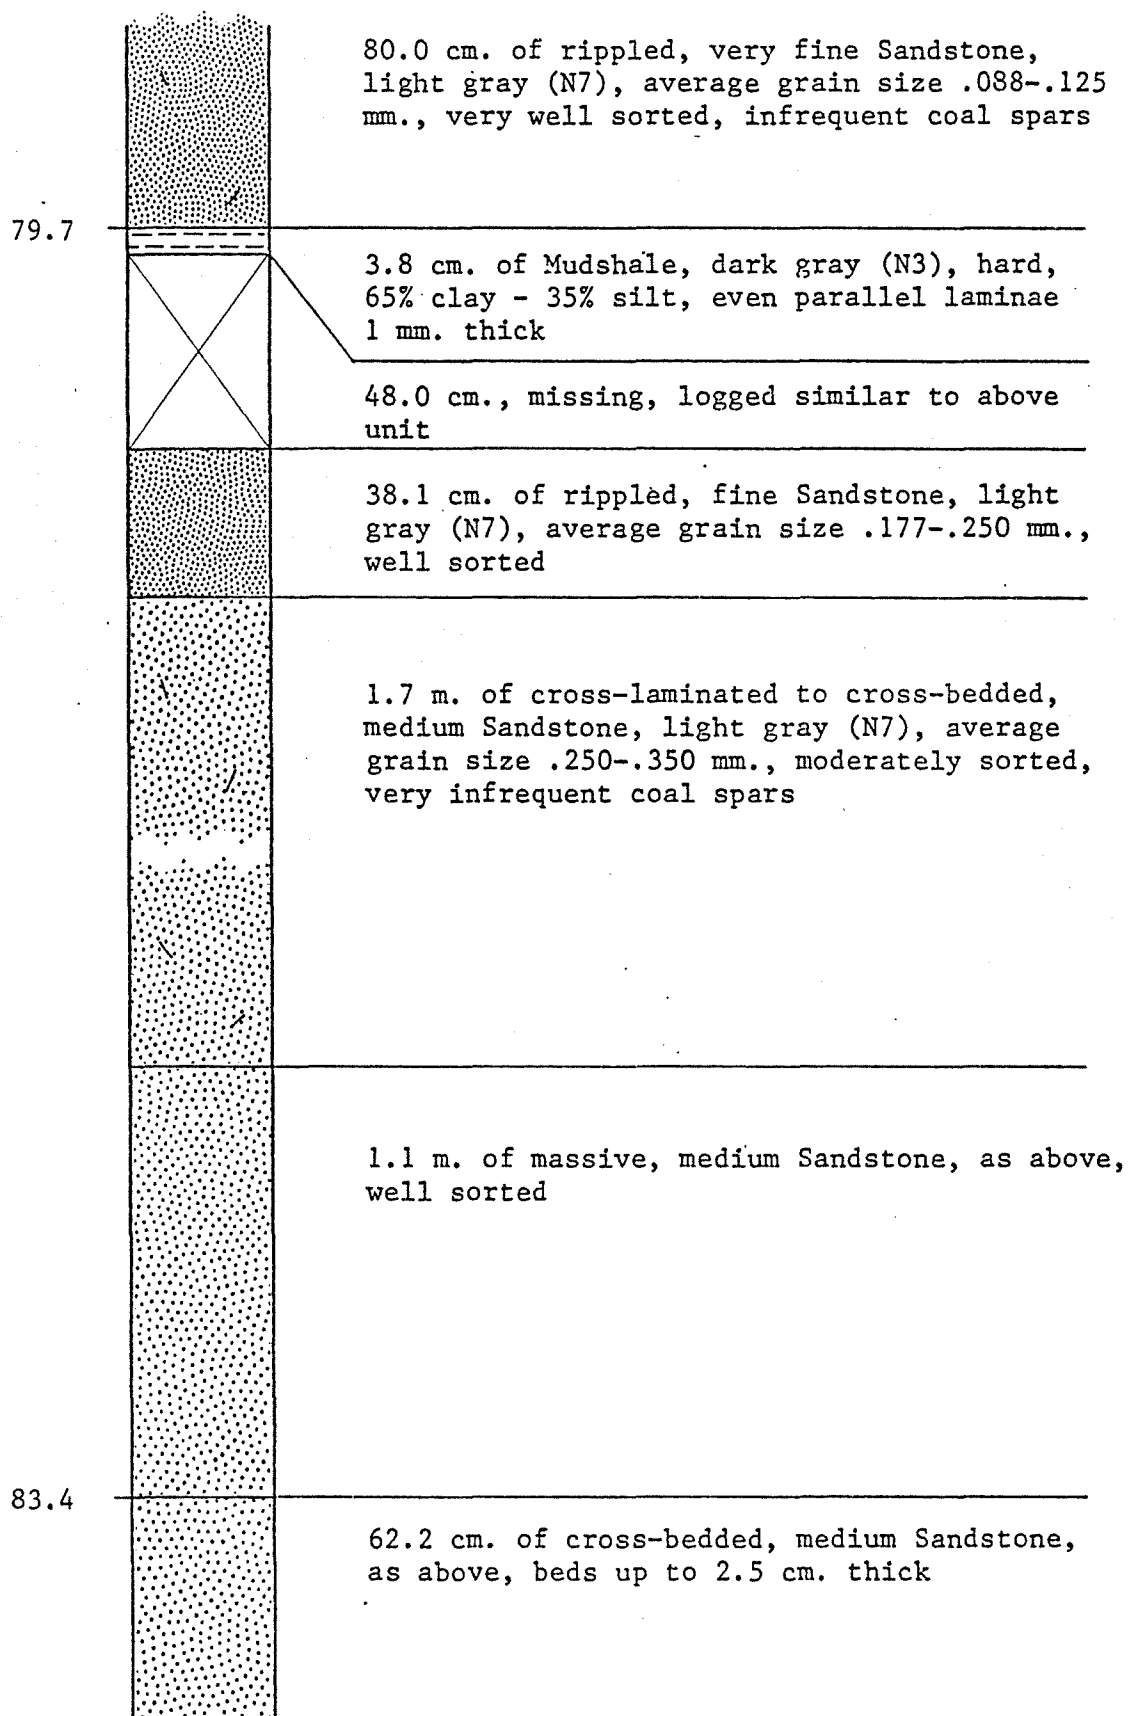 80.0 cm. of rippled, very fine Sandstone,
light gray (N7), average grain size .088-.125
mm., very well sorted, infrequent coal spars
79.7
3.8 cm. of Mudshale, dark gray (N3), hard,
65% clay - 35% silt, even parallel laminae
1 mm. thick
48.0 cm., missing, logged similar to above
unit
38.1 cm. of rippled, fine Sandstone, light
gray (N7), average grain size .177-.250 mm.,
well sorted
1.7 m. of cross-laminated to cross-bedded,
medium Sandstone, light gray (N7), average
grain size .250-.350 mm., moderately sorted,
very infrequent coal spars
1.1 m. of massive, medium Sandstone, as above,
well sorted
83.4
62.2 cm. of cross-bedded, medium Sandstone,
as above, beds up to 2.5 cm. thick